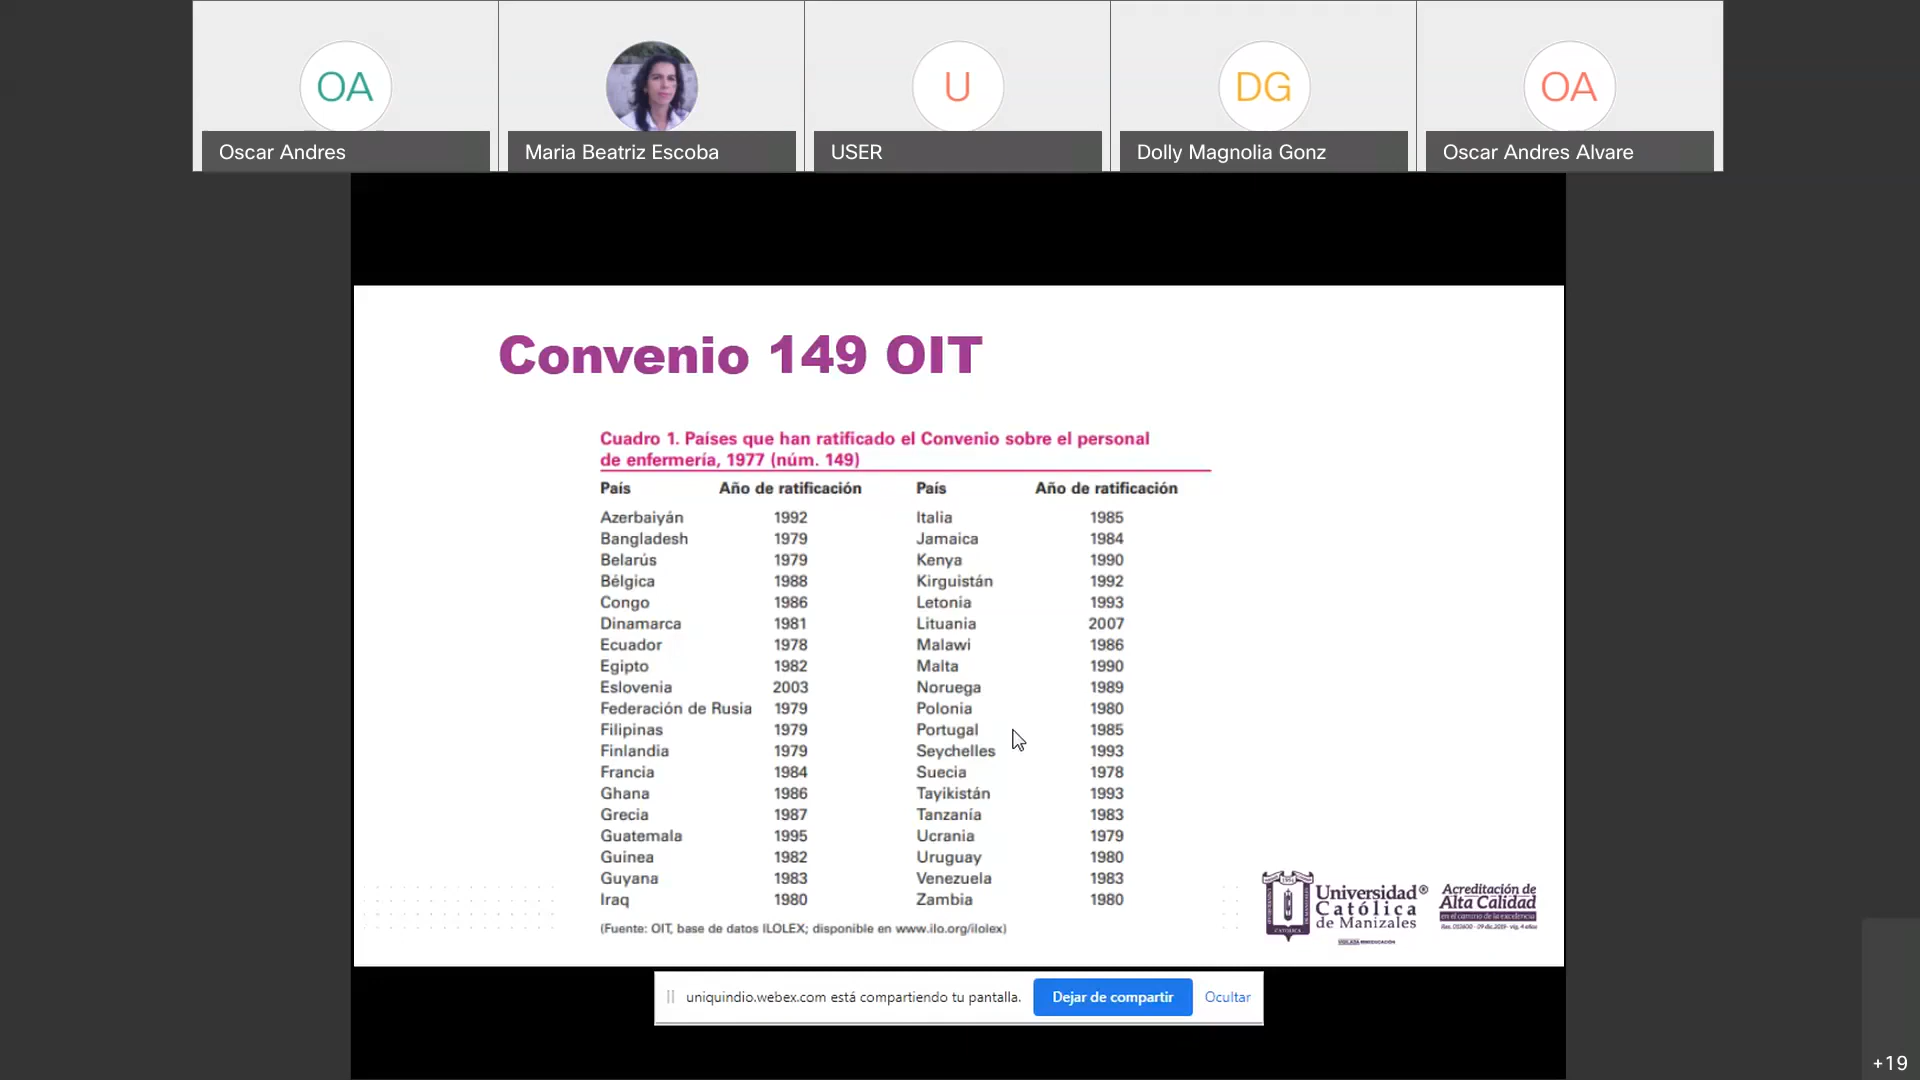 OA
U
DG
OA
Oscar Andres
Maria Beatriz Escoba
USER
Dolly Magnolia Gonz
Oscar Andres Alvare
Convenio 149 OIT
Cuadro 1. Países que han ratificado el Convenio sobre el personal
de enfermería, 1977 (núm. 149)
País Año de ratificación País Año de ratificación
Azerbaiyán 1992 Italia 1985
Bangladesh 1979 Jamaica 1984
Belarús 1979 Kenya 1990
Bélgica 1988 Kirguistán 1992
Congo 1986 Letonia 1993
Dinamarca 1981 Lituania 2007
Ecuador 1978 Malawi 1986
Egipto 1982 Malta 1990
Eslovenia 2003 Noruega 1989
Federación de Rusia 1979 Polonia 1980
Filipinas 1979 Portugal 1985
Finlandia 1979 Seychelles 1993
Francia 1984 Suecia 1978
Ghana 1986 Tayikistán 1993
Grecia 1987 Tanzanía 1983
Guatemala 1995 Ucrania 1979
Guinea 1982 Uruguay 1980
Guyana 1983 Venezuela 1983
Iraq 1980 Zambia 1980
(Fuente: OIT, base de datos ILOLEX; disponible en www.ilo.org/ilolex)
Universidad®
Católica
de Manizales
Acreditación de
Alta Calidad
en el camino de la excelencia
uniquindio.webex.com está compartiendo tu pantalla.
Dejar de compartir
Ocultar
+19